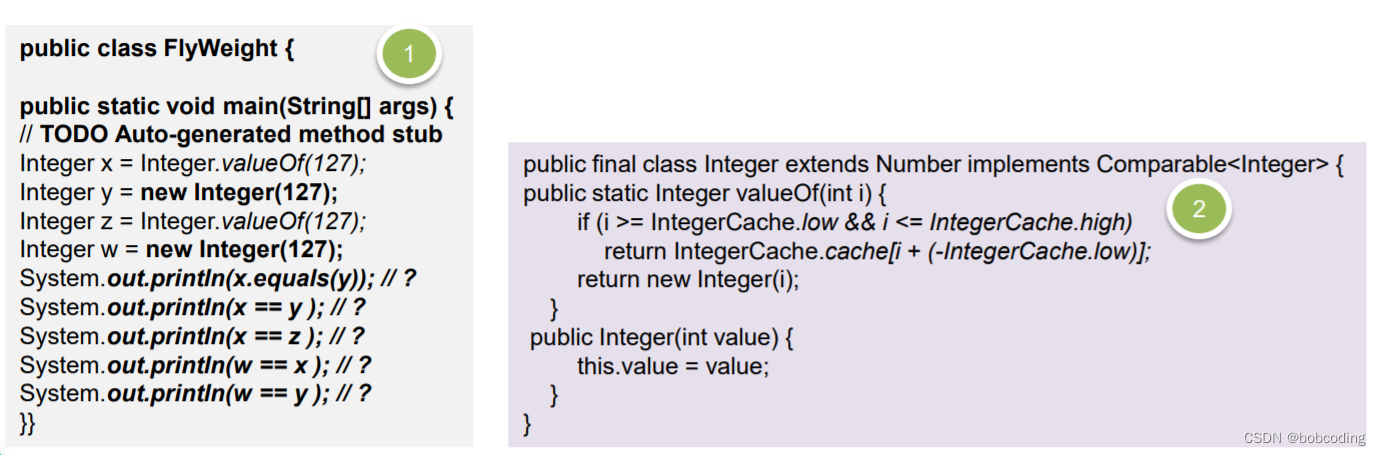 public class FlyWeight {
1
public static void main(String[] args) {
// TODO Auto-generated method stub
Integer x = Integer.valueOf(127);
Integer y = new Integer(127);
Integer z = Integer.valueOf(127);
Integer w = new Integer(127);
System.out.println(x.equals(y)); // ?
System.out.println(x == y ); // ?
System.out.println(x == z ); // ?
System.out.println(w == x ); // ?
System.out.println(w == y ); // ?
}}
public final class Integer extends Number implements Comparable<Integer> {
public static Integer valueOf(int i) {
2
if (i >= IntegerCache.low && i <= IntegerCache.high)
return IntegerCache.cache[i + (-IntegerCache.low)];
return new Integer(i);
}
public Integer(int value) {
this.value = value;
}
}
CSDN @bobcoding